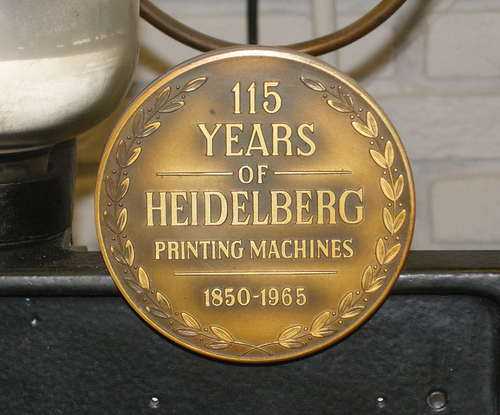 115
YEARS
OF
HEIDELBERG
PRINTING MACHINES
1850-1965